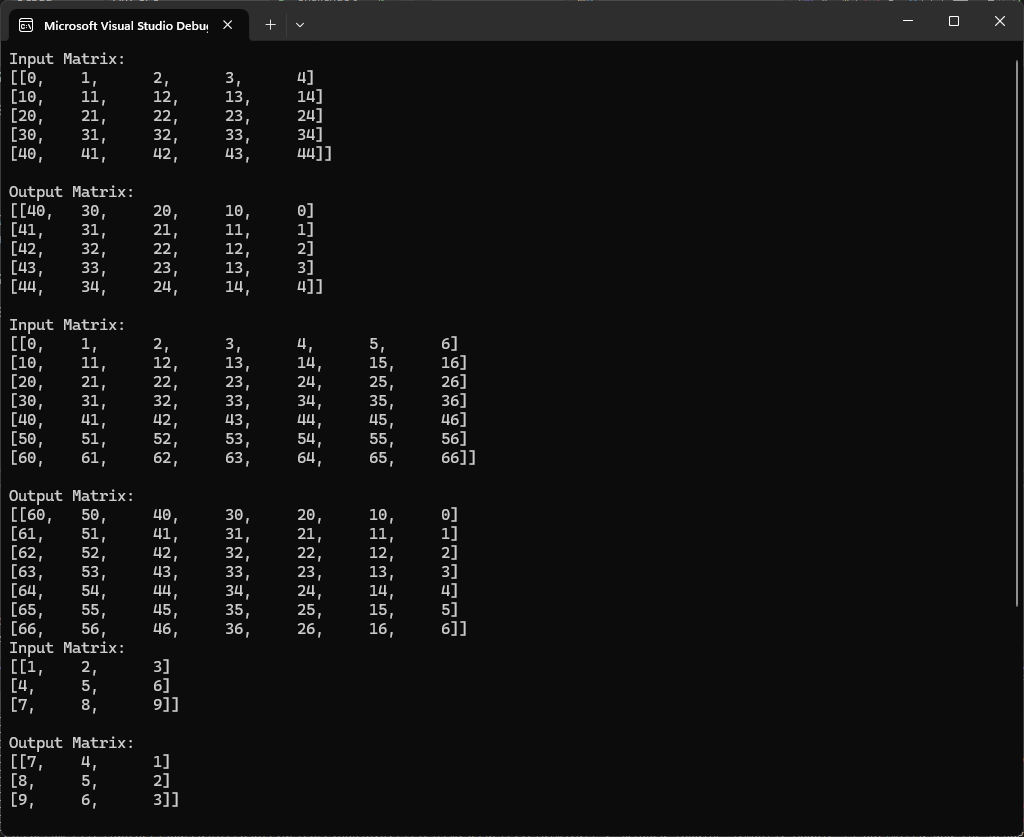 Microsoft Visual Studio Debu
Input Matrix:
[[0,    1,      2,      3,      4]
[10,    11,     12,     13,     14]
[20,    21,     22,     23,     24]
[30,    31,     32,     33,     34]
[40,    41,     42,     43,     44]]
Output Matrix:
[[40,   30,     20,     10,     0]
[41,    31,     21,     11,     1]
[42,    32,     22,     12,     2]
[43,    33,     23,     13,     3]
[44,    34,     24,     14,     4]]
Input Matrix:
[[0,    1,      2,      3,      4,      5,      6]
[10,    11,     12,     13,     14,     15,     16]
[20,    21,     22,     23,     24,     25,     26]
[30,    31,     32,     33,     34,     35,     36]
[40,    41,     42,     43,     44,     45,     46]
[50,    51,     52,     53,     54,     55,     56]
[60,    61,     62,     63,     64,     65,     66]]
Output Matrix:
[[60,   50,     40,     30,     20,     10,     0]
[61,    51,     41,     31,     21,     11,     1]
[62,    52,     42,     32,     22,     12,     2]
[63,    53,     43,     33,     23,     13,     3]
[64,    54,     44,     34,     24,     14,     4]
[65,    55,     45,     35,     25,     15,     5]
[66,    56,     46,     36,     26,     16,     6]]
Input Matrix:
[[1,    2,      3]
[4,     5,      6]
[7,     8,      9]]
Output Matrix:
[[7,    4,      1]
[8,     5,      2]
[9,     6,      3]]